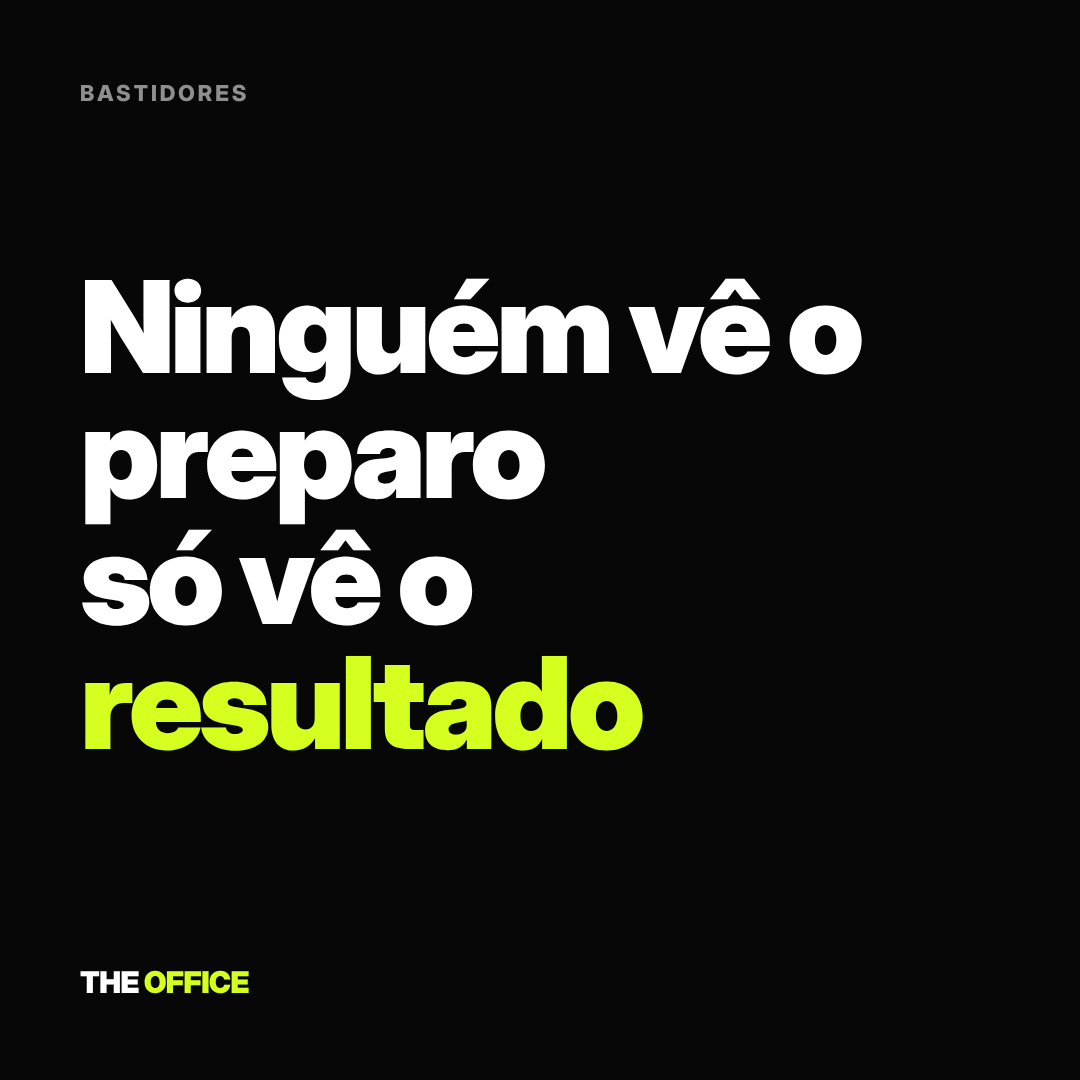 BASTIDORES
Ninguém vê o
preparo
só vê o
resultado
THE OFFICE